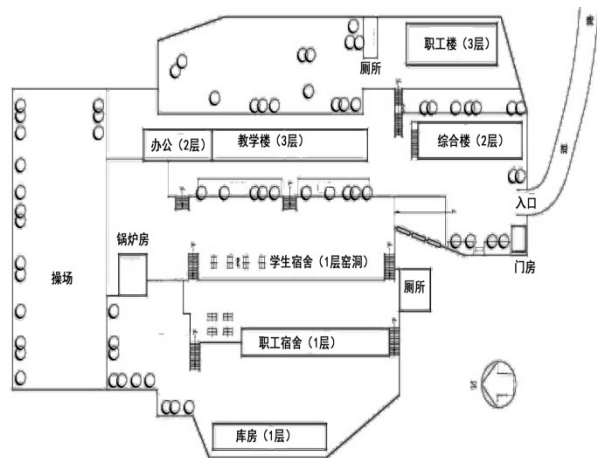 职工楼（3层）
厕所
办公（2层）
教学楼（3层）
综合楼（2层）
入口
门房
锅炉房
操场
学生宿舍（1层窑洞）
厕所
职工宿舍（1层）
库房（1层）